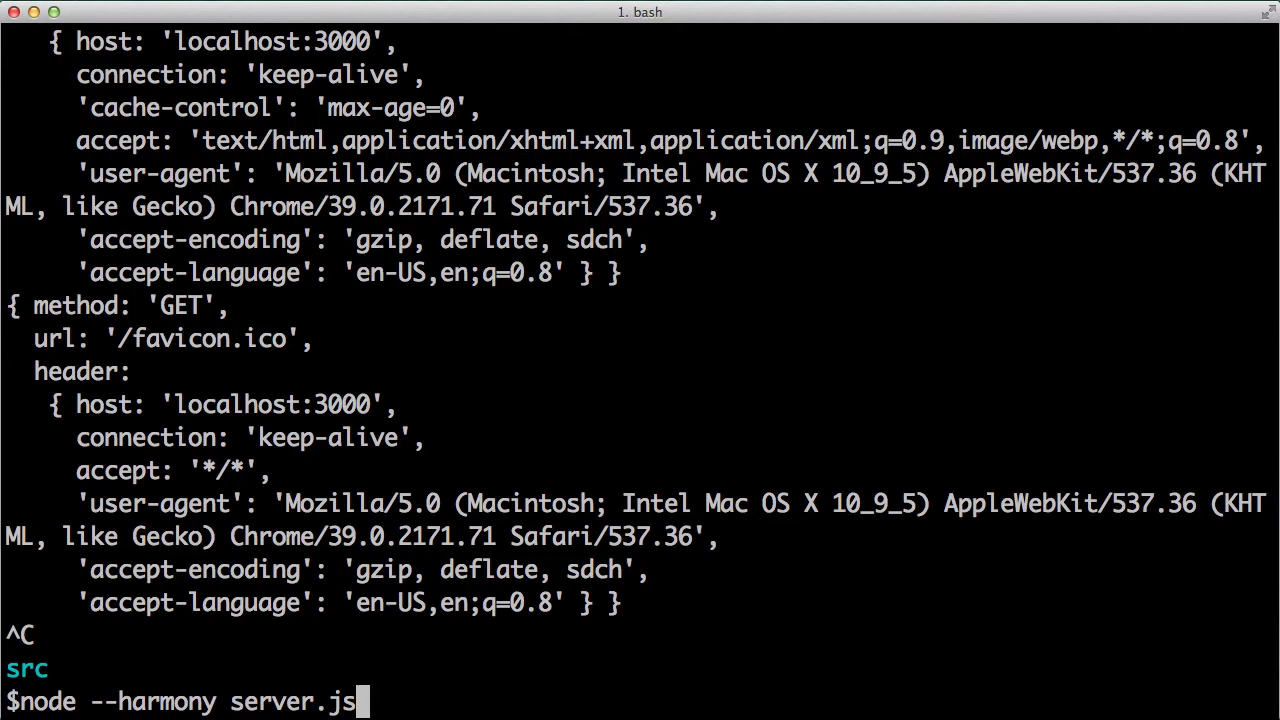 1. bash
{ host: 'localhost:3000',
connection: 'keep-alive',
'cache-control': 'max-age=0',
accept: 'text/html,application/xhtml+xml,application/xml;q=0.9,image/webp,*/*;q=0.8',
'user-agent': 'Mozilla/5.0 (Macintosh; Intel Mac OS X 10_9_5) AppleWebKit/537.36 (KHT
ML, like Gecko) Chrome/39.0.2171.71 Safari/537.36',
'accept-encoding': 'gzip, deflate, sdch',
'accept-language': 'en-US,en;q=0.8' } }
{ method: 'GET',
url: '/favicon.ico',
header:
{ host: 'localhost:3000',
connection: 'keep-alive',
accept: '*/*',
'user-agent': 'Mozilla/5.0 (Macintosh; Intel Mac OS X 10_9_5) AppleWebKit/537.36 (KHT
ML, like Gecko) Chrome/39.0.2171.71 Safari/537.36',
'accept-encoding': 'gzip, deflate, sdch',
'accept-language': 'en-US,en;q=0.8' } }
^C
src
$node --harmony server.js